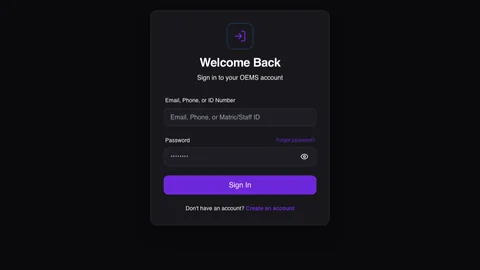 Welcome Back
Sign in to your OEMS account
Email, Phone, or ID Number
Email, Phone, or Matric/Staff ID
Password Forgot password?
••••••••
Sign In
Don't have an account? Create an account